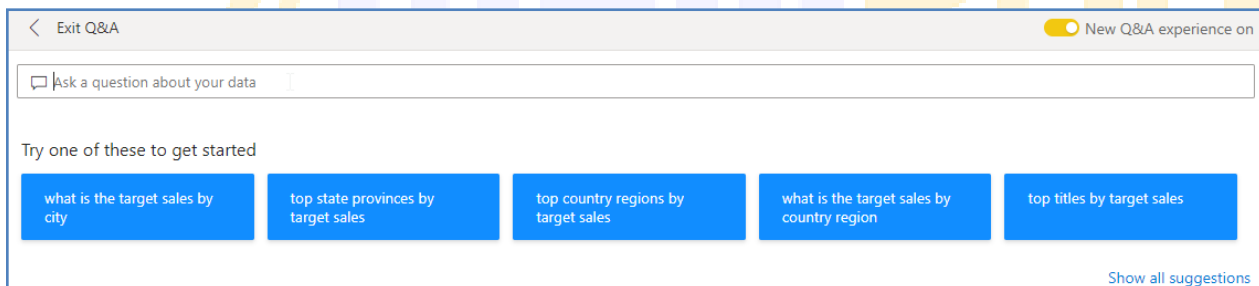 Exit Q&A
New Q&A experience on
Ask a question about your data
Try one of these to get started
what is the target sales by
city
top state provinces by
target sales
top country regions by
target sales
what is the target sales by
country region
top titles by target sales
Show all suggestions